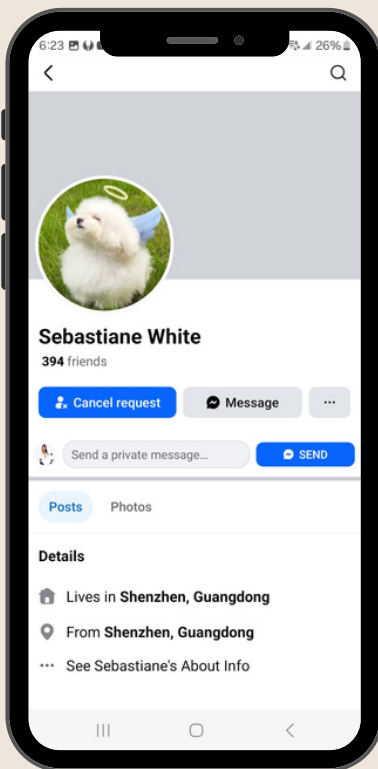 6:23
26%
Sebastiane White
394 friends
Cancel request
Message
Send a private message...
SEND
Posts
Photos
Details
Lives in Shenzhen, Guangdong
From Shenzhen, Guangdong
See Sebastiane's About Info